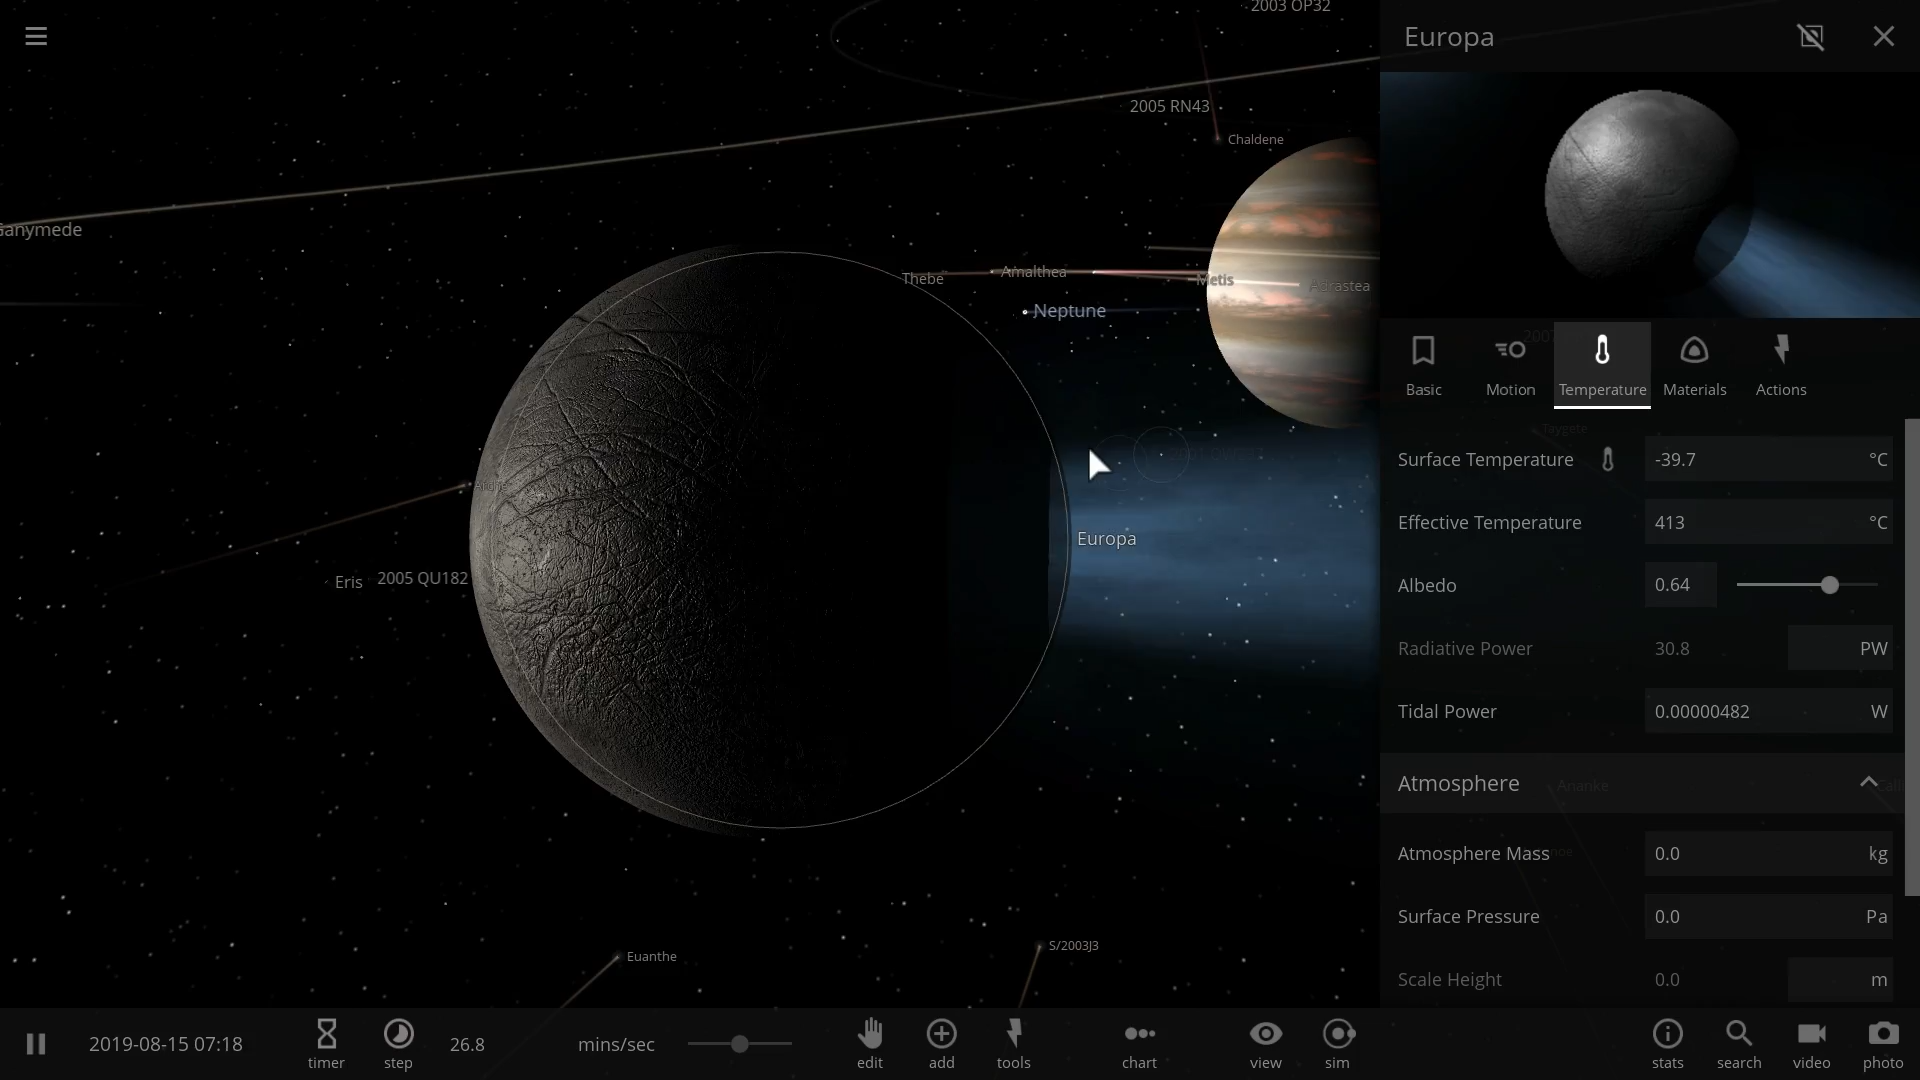 2003 OP32
Europa
2005 RN43
Chaldene
Ganymede
Thebe
Amalthea
Metis
Adrastea
Neptune
Basic
Motion
Temperature
Materials
Actions
Taygete
Surface Temperature
-39.7
°C
Effective Temperature
413
°C
Europa
Eris
2005 QU182
Albedo
0.64
Radiative Power
30.8
PW
Tidal Power
0.00000482
W
Atmosphere
Ananke
Atmosphere Mass
0.0
kg
Surface Pressure
0.0
Pa
Euanthe
S/2003J3
Scale Height
0.0
m
2019-08-15 07:18
timer
step
26.8
mins/sec
edit
add
tools
chart
view
sim
stats
search
video
photo